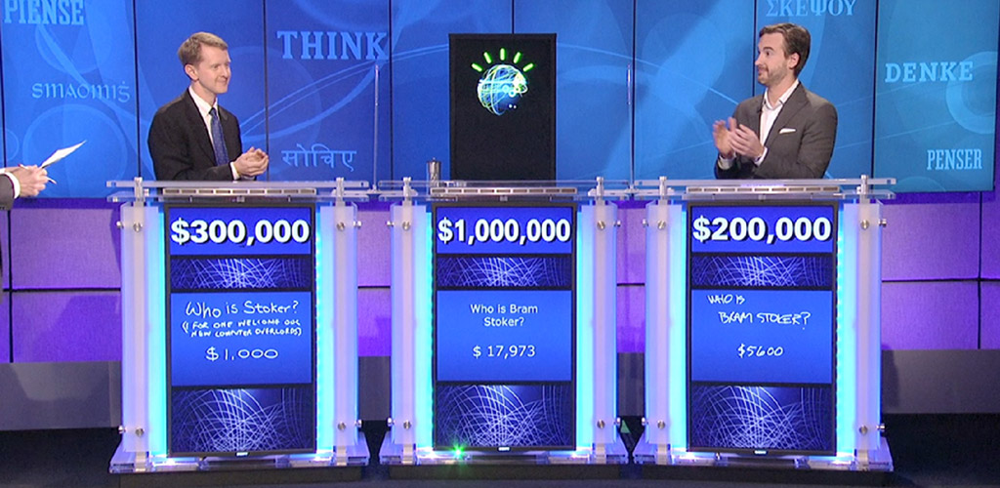 PIENSE
ΣΚΕΨΟΥ
THINK
DENKE
सोचिए
PENSER
$300,000
$1,000,000
$200,000
Who is Stoker?
(I FOR ONE WELCOME OUR
NEW COMPUTER OVERLORDS)
$1,000
Who is Bram
Stoker?
$ 17,973
WHO IS
BRAM STOKER?
$5600